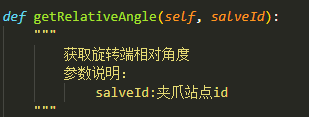 def getRelativeAngle(self, salveId):
"""
获取旋转端相对角度
参数说明：
salveId:夹爪站点id
"""